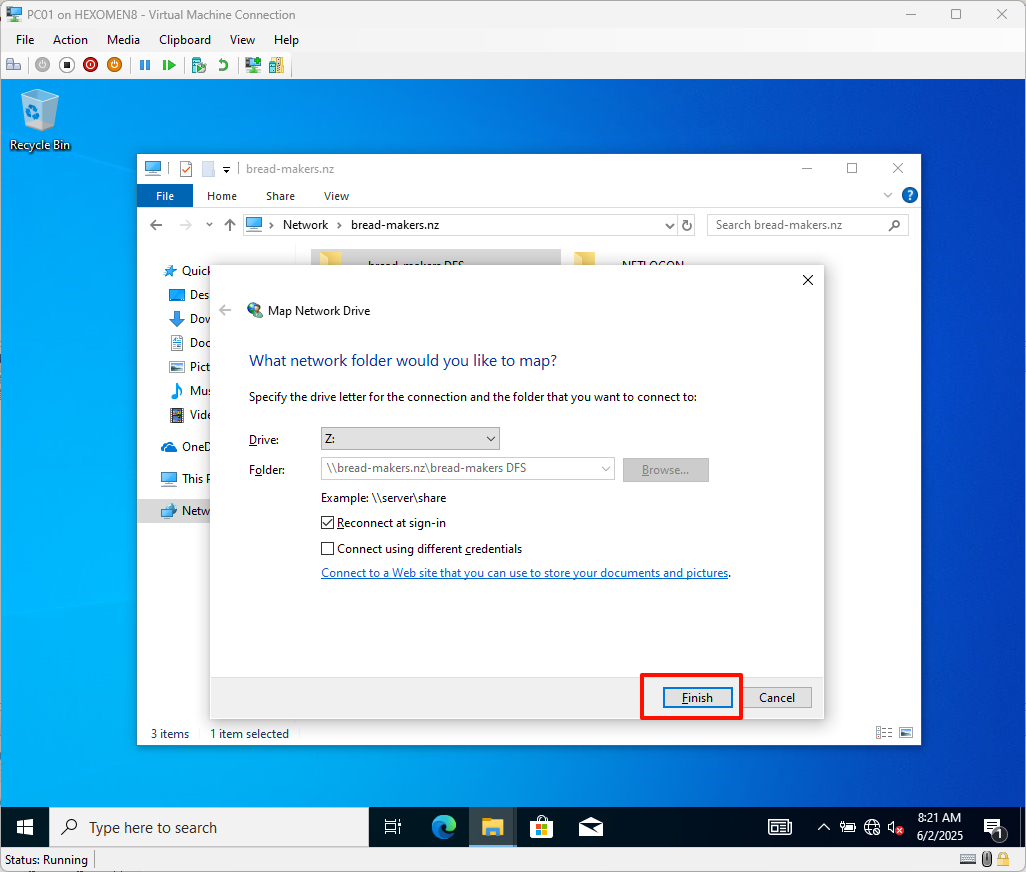 PC01 on HEXOMEN8 - Virtual Machine Connection
File Action Media Clipboard View Help
Recycle Bin
bread-makers.nz
File Home Share View
Network bread-makers.nz
Search bread-makers.nz
bread-makers DFS NETLOGON
Quick
Des
Dow
Doc
Pict
Mus
Vide
OneD
This P
Netw
Map Network Drive
What network folder would you like to map?
Specify the drive letter for the connection and the folder that you want to connect to:
Drive: Z:
Folder: \\bread-makers.nz\bread-makers DFS Browse...
Example: \\server\share
Reconnect at sign-in
Connect using different credentials
Connect to a Web site that you can use to store your documents and pictures.
Finish Cancel
3 items 1 item selected
Type here to search
8:21 AM
6/2/2025
1
Status: Running